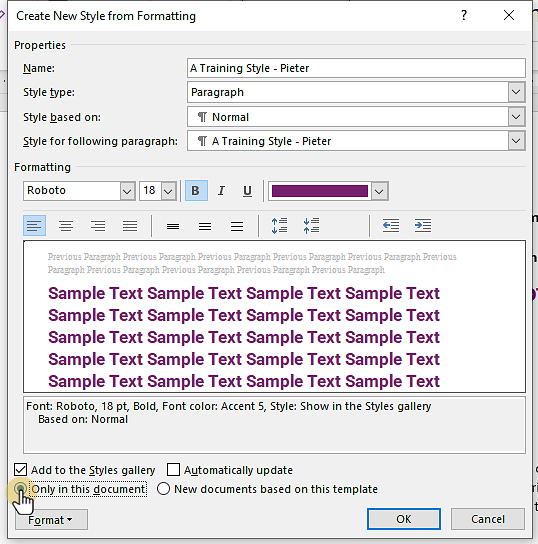 Create New Style from Formatting ? ×
Properties
Name: A Training Style - Pieter
Style type: Paragraph
Style based on: ¶ Normal
Style for following paragraph: ¶ A Training Style - Pieter
Formatting
Roboto 18 B I U
Previous Paragraph Previous Paragraph Previous Paragraph Previous Paragraph Previous
Paragraph Previous Paragraph Previous Paragraph Previous Paragraph Previous Paragraph
Sample Text Sample Text Sample Text Sample Text
Sample Text Sample Text Sample Text Sample Text
Sample Text Sample Text Sample Text Sample Text
Sample Text Sample Text Sample Text Sample Text
Sample Text Sample Text Sample Text Sample Text
Font: Roboto, 18 pt, Bold, Font color: Accent 5, Style: Show in the Styles gallery
Based on: Normal
Add to the Styles gallery Automatically update
Only in this document New documents based on this template
Format OK Cancel